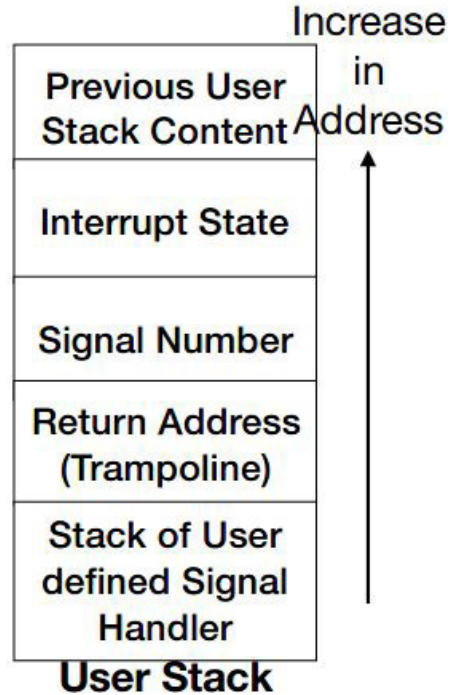 Increase
in
Address
Previous User
Stack Content
Interrupt State
Signal Number
Return Address
(Trampoline)
Stack of User
defined Signal
Handler
User Stack